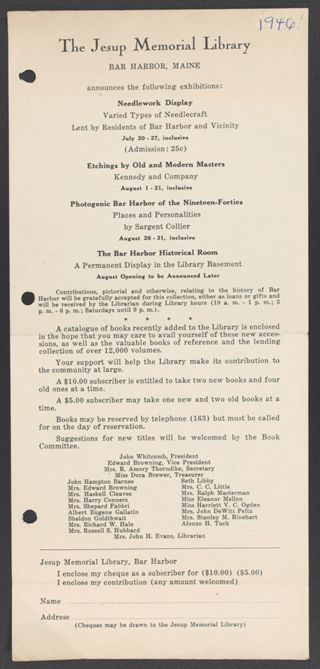 1946
The Jesup Memorial Library
BAR HARBOR, MAINE
announces the following exhibitions:
Needlework Display
Varied Types of Needlecraft
Lent by Residents of Bar Harbor and Vicinity
July 20 - 27, inclusive
(Admission: 25c)
Etchings by Old and Modern Masters
Kennedy and Company
August 1 - 21, inclusive
Photogenic Bar Harbor of the Nineteen-Forties
Places and Personalities
by Sargent Collier
August 26 - 31, inclusive
The Bar Harbor Historical Room
A Permanent Display in the Library Basement
August Opening to be Announced Later
Contributions, pictorial and otherwise, relating to the history of Bar
Harbor will be gratefully accepted for this collection, either as loans or gifts and
will be received by the Librarian during Library hours (10 a. m. - 1 p. m.; 3
p. m. - 6 p. m.; Saturdays until 9 p. m.).
* * * *
A catalogue of books recently added to the Library is enclosed
in the hope that you may care to avail yourself of these new acces-
sions, as well as the valuable books of reference and the lending
collection of over 12,000 volumes.
Your support will help the Library make its contribution to
the community at large.
A $10.00 subscriber is entitled to take two new books and four
old ones at a time.
A $5.00 subscriber may take one new and two old books at a
time.
Books may be reserved by telephone (163) but must be called
for on the day of reservation.
Suggestions for new titles will be welcomed by the Book
Committee.
John Whitcomb, President
Edward Browning, Vice President
Mrs. R. Amory Thorndike, Secretary
Miss Dora Brewer, Treasurer
John Hampton Barnes
Mrs. Edward Browning
Mrs. Haskell Cleaves
Mrs. Harry Conners
Mrs. Shepard Fabbri
Albert Eugene Gallatin
Sheldon Goldthwait
Mrs. Richard W. Hale
Mrs. Russell S. Hubbard
Seth Libby
Mrs. C. C. Little
Mrs. Ralph Masterman
Miss Eleanor Mellon
Miss Harriett V. C. Ogden
Mrs. John DeWitt Peltz
Mrs. Stanley M. Rinehart
Alonzo H. Tuck
Mrs. John H. Evans, Librarian
Jesup Memorial Library, Bar Harbor
I enclose my cheque as a subscriber for ($10.00) ($5.00)
I enclose my contribution (any amount welcomed)
Name
Address
(Cheques may be drawn to the Jesup Memorial Library)